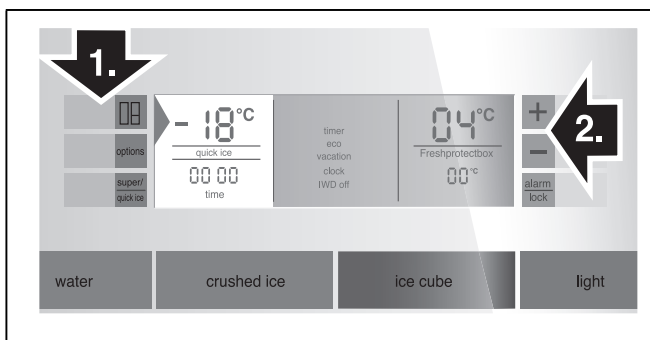 1.
- 18°C
quick ice
00 00
time
timer
eco
vacation
clock
IWD off
04°C
Freshprotectbox
00°C
+
-
2.
options
super/
quick ice
alarm
lock
water
crushed ice
ice cube
light